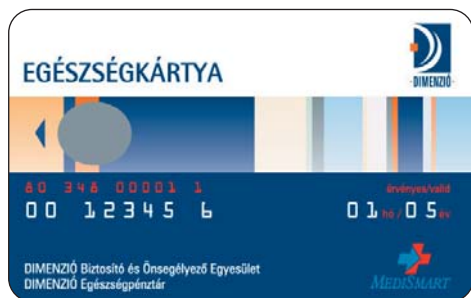 EGÉSZSÉGKÁRTYA
·DIMENZIÓ·
80 348 00001 1
érvényes/valid
00 12345 6
01 hó / 05 év
DIMENZIÓ Biztosító és Önsegélyező Egyesület
DIMENZIÓ Egészségpénztár
MEDISMART